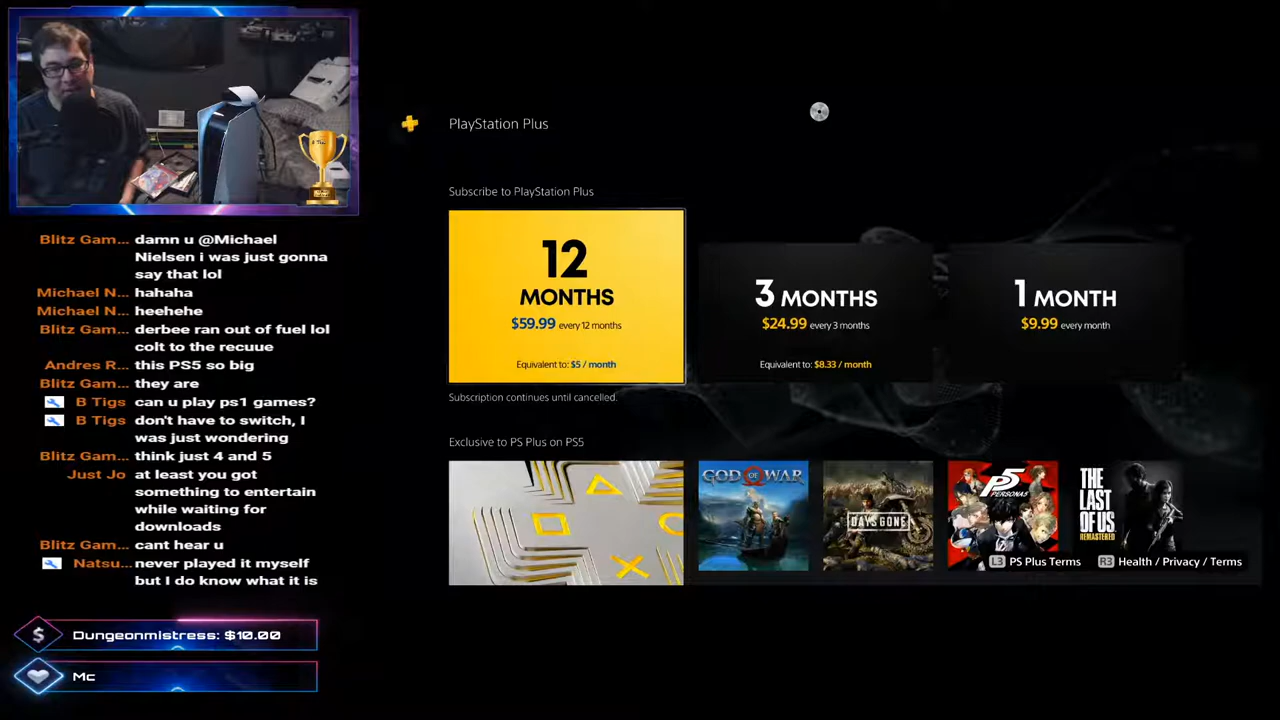 Blitz Gam... damn u @Michael
Nielsen i was just gonna
say that lol
Michael N... hahaha
Michael N... heehehe
Blitz Gam... derbee ran out of fuel lol
colt to the recuue
Andres R... this PS5 so big
Blitz Gam... they are
B Tigs can u play ps1 games?
B Tigs don't have to switch, I
was just wondering
Blitz Gam... think just 4 and 5
Just Jo at least you got
something to entertain
while waiting for
downloads
Blitz Gam... cant hear u
Natsu... never played it myself
but I do know what it is
$ Dungeonmistress: $10.00
Mc
PlayStation Plus
Subscribe to PlayStation Plus
12
MONTHS
$59.99 every 12 months
Equivalent to: $5 / month
3 MONTHS
$24.99 every 3 months
Equivalent to: $8.33 / month
1 MONTH
$9.99 every month
Subscription continues until cancelled.
Exclusive to PS Plus on PS5
GOD OF WAR
DAYS GONE
P5
PERSONA5
THE
LAST
OF US
REMASTERED
L3 PS Plus Terms
R3 Health / Privacy / Terms